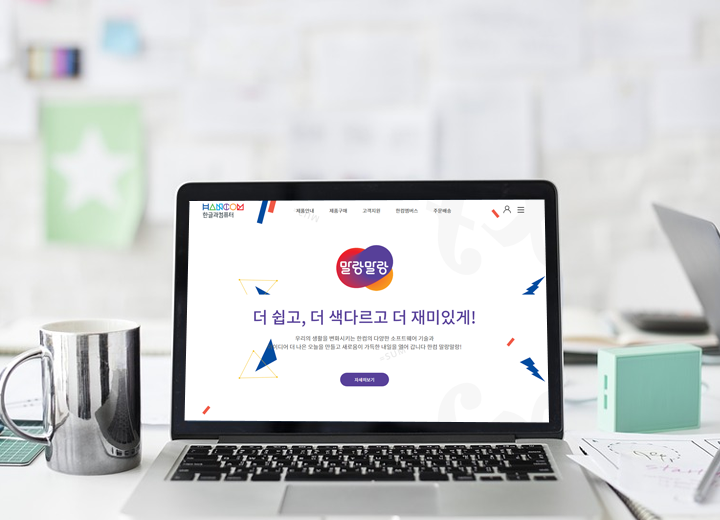 HANCOM
한글과컴퓨터
제품안내 제품구매 고객지원 한컴캠퍼스 주문배송
말랑말랑
더 쉽고, 더 색다르고 더 재미있게!
우리의 생활을 변화시키는 한컴의 다양한 소프트웨어 기술과
더 나은 오늘을 만들고 새로움이 가득한 내일을 열어 갑니다 한컴 말랑말랑!
자세히보기